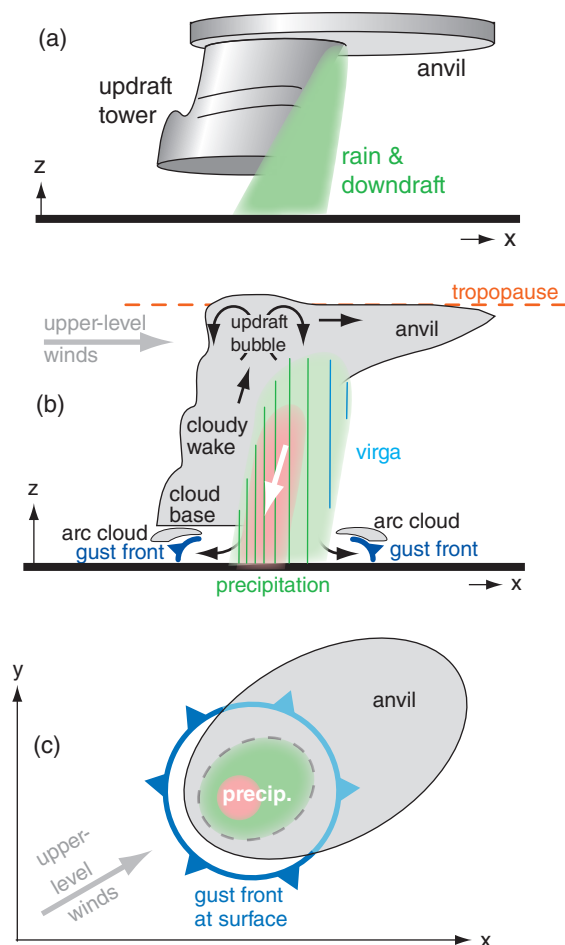 (a)
anvil
updraft
tower
rain &
downdraft
z
x
tropopause
upper-level
winds
updraft
bubble
anvil
(b)
cloudy
wake
virga
z
cloud
base
arc cloud
gust front
arc cloud
gust front
precipitation
x
y
(c)
anvil
precip.
upper-
level
winds
gust front
at surface
x